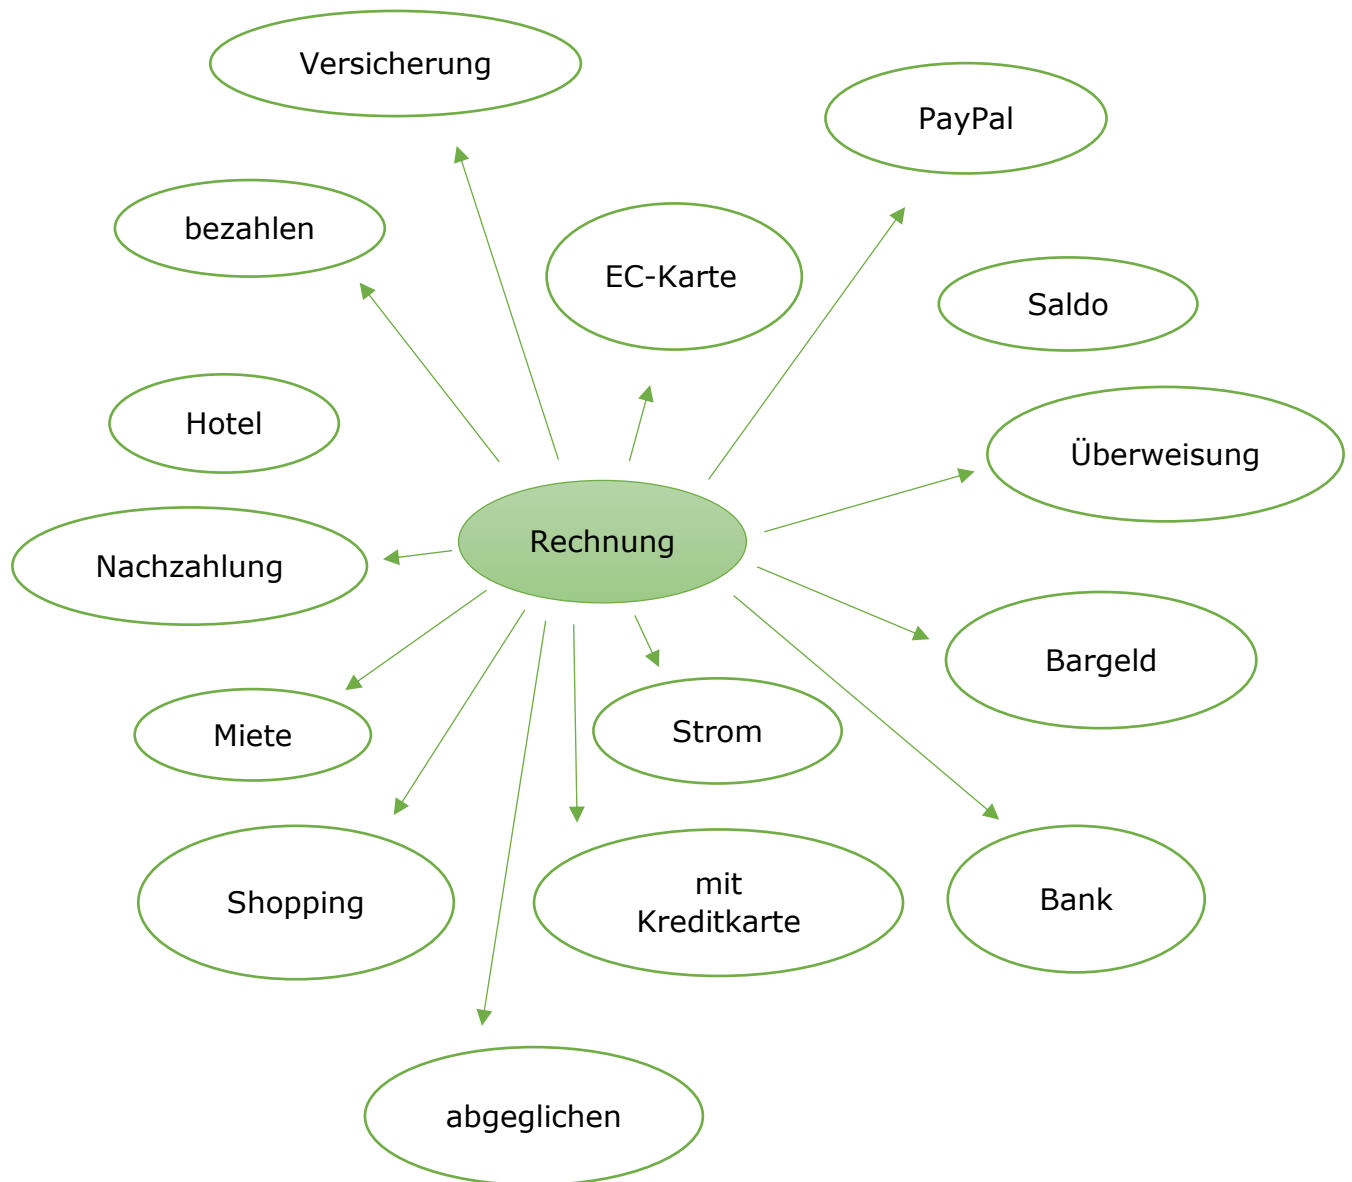 Versicherung
PayPal
bezahlen
EC-Karte
Saldo
Hotel
Überweisung
Rechnung
Nachzahlung
Bargeld
Miete
Strom
Shopping
mit
Kreditkarte
Bank
abgeglichen